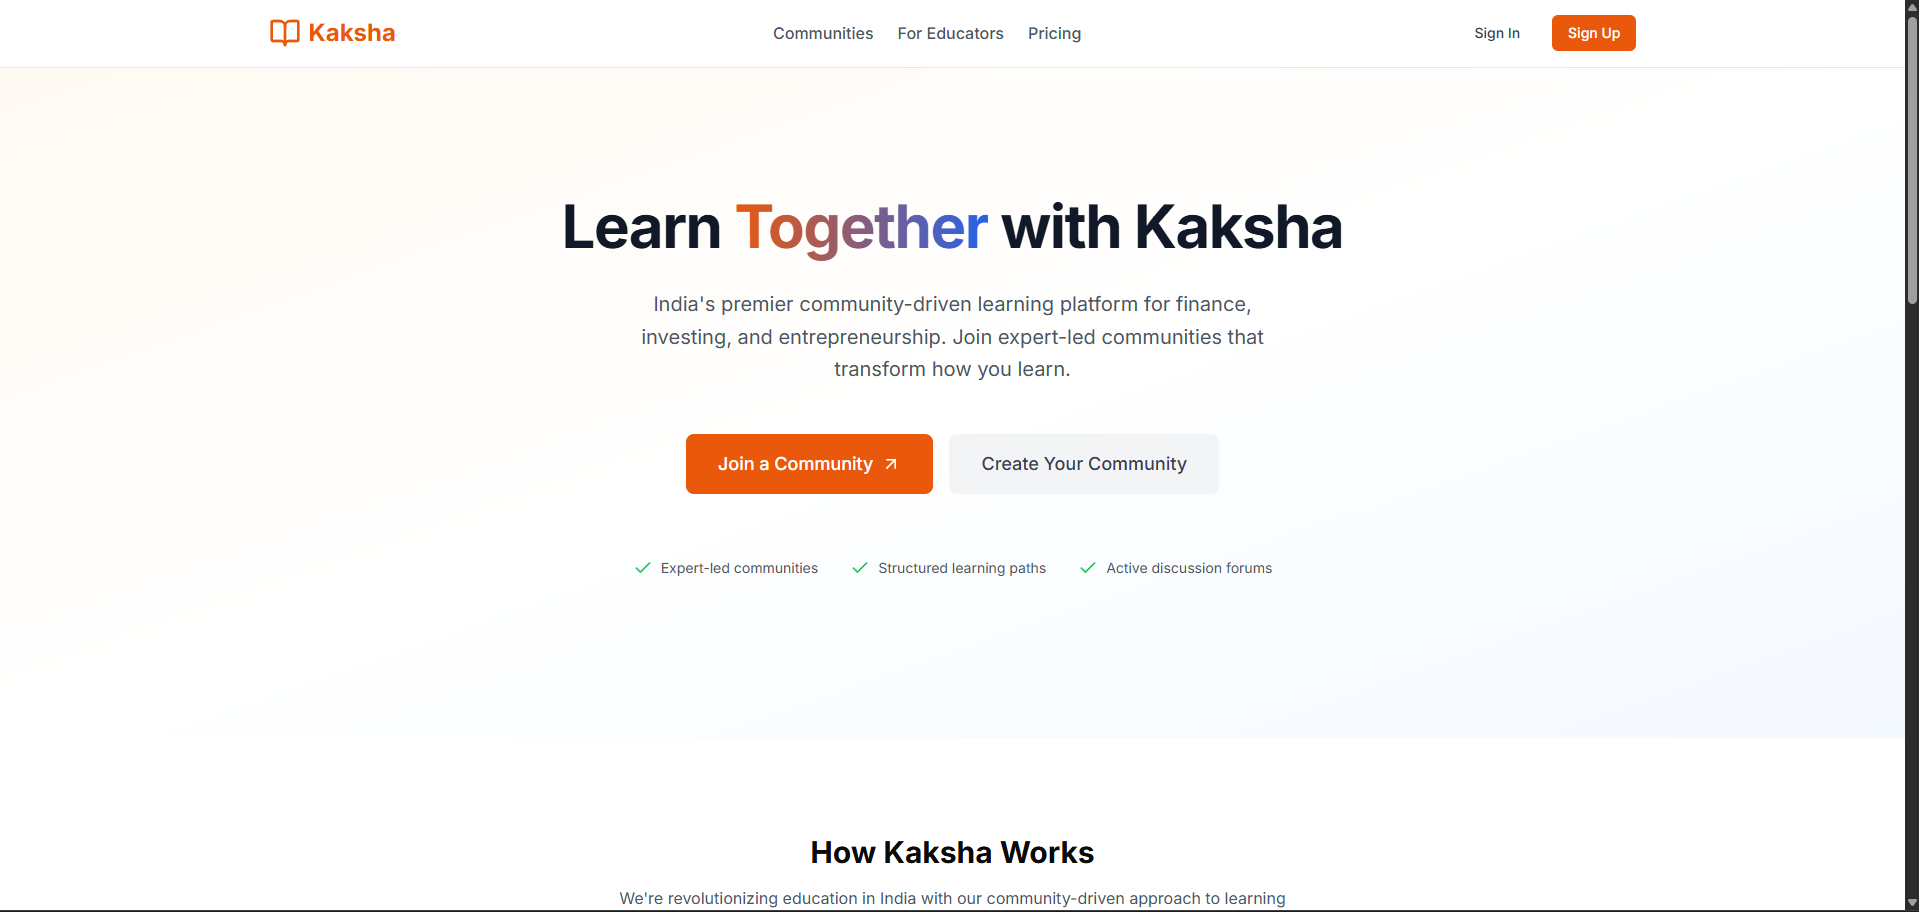 Kaksha
Communities
For Educators
Pricing
Sign In
Sign Up
Learn Together with Kaksha
India's premier community-driven learning platform for finance,
investing, and entrepreneurship. Join expert-led communities that
transform how you learn.
Join a Community
Create Your Community
Expert-led communities
Structured learning paths
Active discussion forums
How Kaksha Works
We're revolutionizing education in India with our community-driven approach to learning